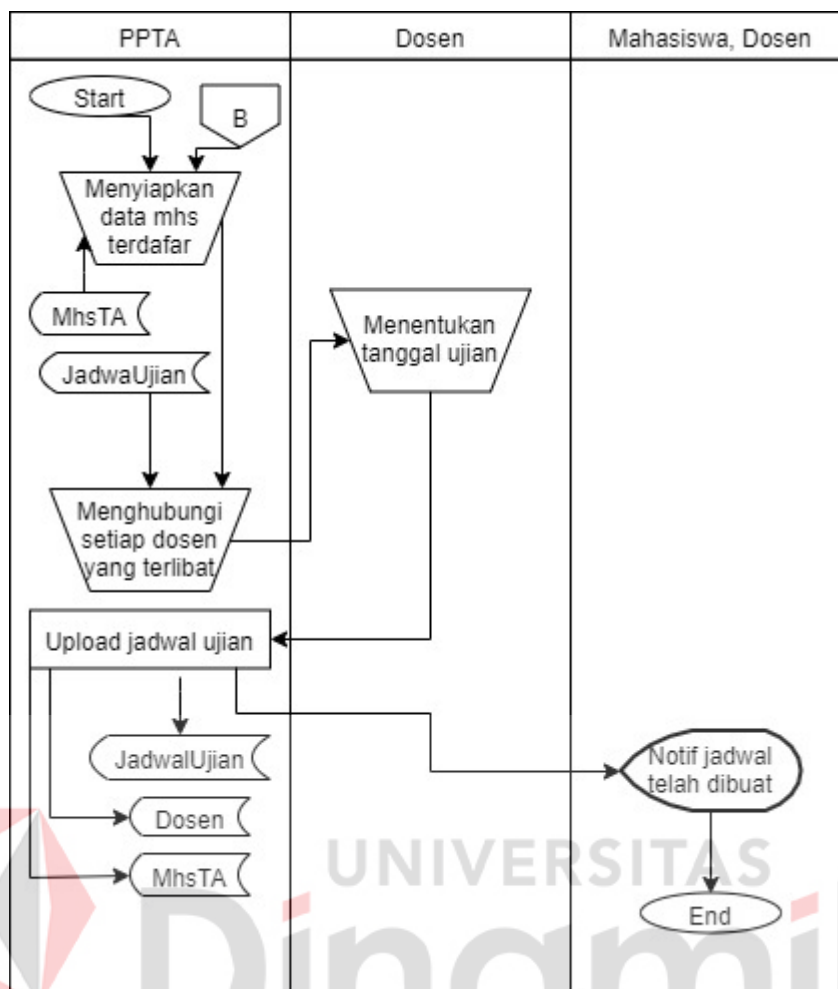 PPTA
Dosen
Mahasiswa, Dosen
Start
B
Menyiapkan
data mhs
terdafar
MhsTA
JadwaUjian
Menentukan
tanggal ujian
Menghubungi
setiap dosen
yang terlibat
Upload jadwal ujian
JadwalUjian
Notif jadwal
telah dibuat
Dosen
MhsTA
End
UNIVERSITAS